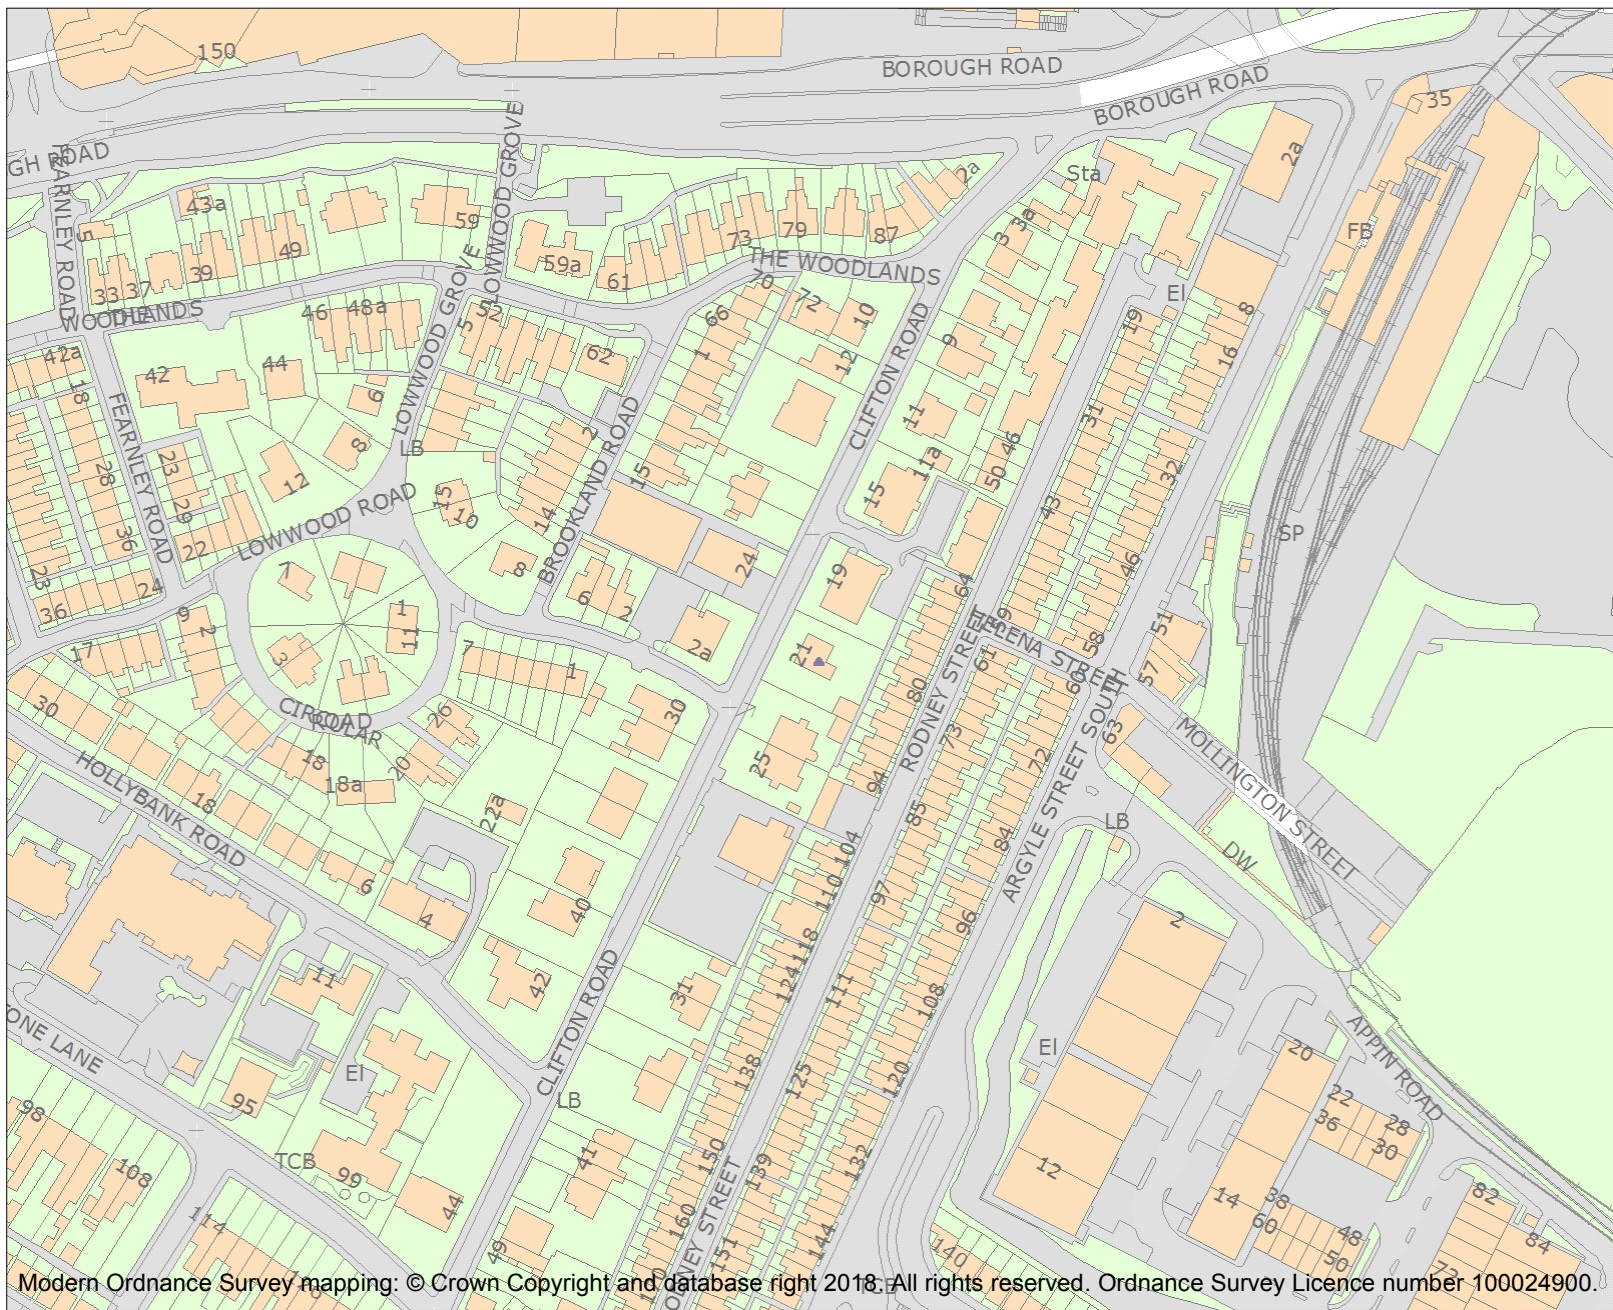 150
BOROUGH ROAD
BOROUGH ROAD
35
GH ROAD
FEARNLEY ROAD
LOWWOOD GROVE
2a
Sta
2a
43a
59
5
49
73
79
87
3
3a
FB
39
59a
61
THE WOODLANDS
33
37
El
WOODLANDS
THE
46
48a
LOWWOOD GROVE
5
52
70
72
10
66
19
8
42a
42
44
62
1
12
9
16
18
6
CLIFTON ROAD
FEARNLEY ROAD
8
LB
2
11
31
46
23
28
12
15
11a
50
32
29
15
10
14
15
43
36
22
LOWWOOD ROAD
BROOKLAND ROAD
SP
23
7
8
24
19
46
24
36
6
2
64
9
2
1
11
59
HELENA STREET
51
17
3
7
1
2a
21
61
58
57
30
CIRCULAR
ROAD
26
30
80
60
63
RODNEY STREET
73
ARGYLE STREET SOUTH
MOLLINGTON STREET
HOLLYBANK ROAD
18
18a
20
25
94
72
18
22a
85
104
84
LB
DW
6
4
40
110
97
96
2
118
11
42
124
31
111
108
TONE LANE
CLIFTON ROAD
El
El
APPIN ROAD
20
95
138
125
120
22
28
36
30
98
LB
TCB
99
108
41
150
139
132
12
14
38
60
48
50
82
84
72
44
114
49
160
RODNEY STREET
151
144
140
TCB
Modern Ordnance Survey mapping: © Crown Copyright and database right 2018. All rights reserved. Ordnance Survey Licence number 100024900.